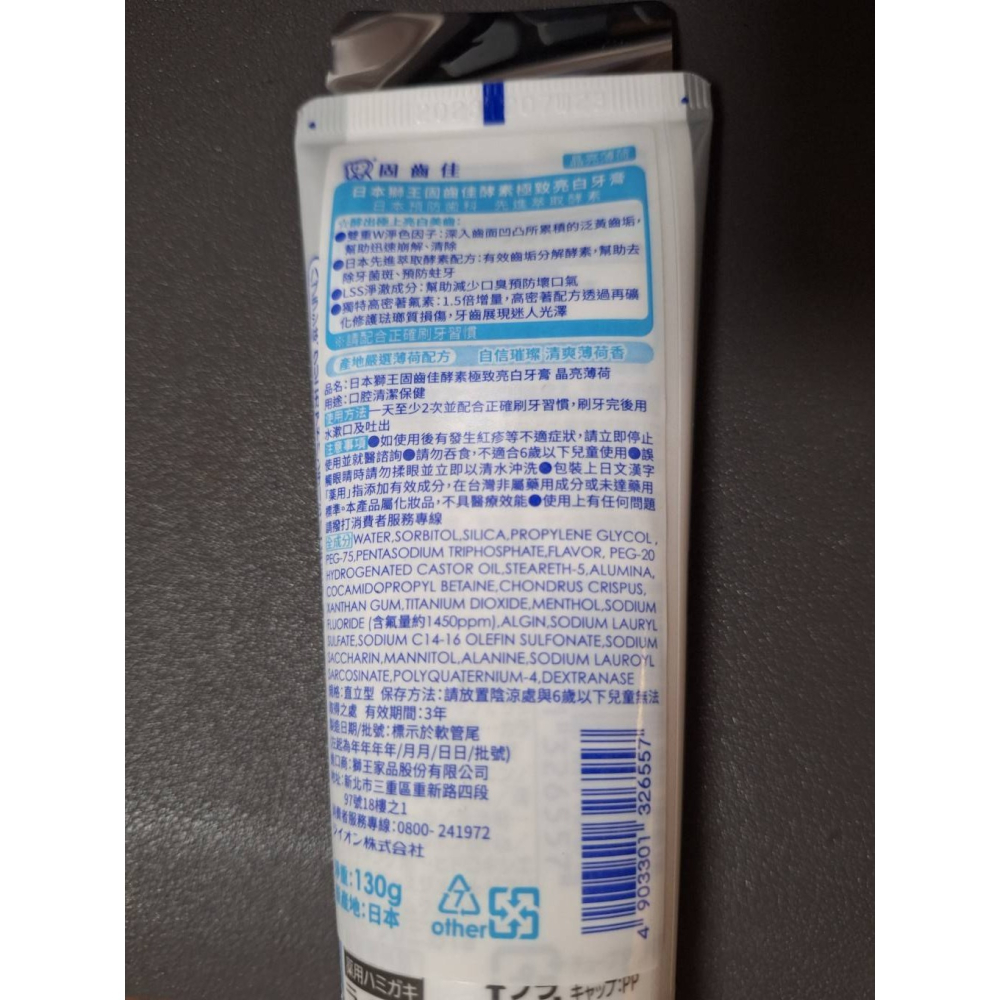 固齒佳
晶亮薄荷
日本獅王固齒佳酵素極致亮白牙膏
日本預防歯科 先進萃取酵素
☆酵出極上亮白美齒:
●雙重W淨色因子:深入齒面凹凸所累積的泛黃齒垢,
幫助迅速崩解、清除
●日本先進萃取酵素配方:有效齒垢分解酵素,幫助去
除牙菌斑、預防蛀牙
●LSS淨澈成分:幫助減少口臭預防壞口氣
●獨特高密著氟素:1.5倍增量,高密著配方透過再礦
化修護琺瑯質損傷,牙齒展現迷人光澤
※請配合正確刷牙習慣
產地嚴選薄荷配方 自信璀璨 清爽薄荷香
品名:日本獅王固齒佳酵素極致亮白牙膏 晶亮薄荷
用途:口腔清潔保健
使用方法一天至少2次並配合正確刷牙習慣,刷牙完後用
水漱口及吐出
注意事項●如使用後有發生紅疹等不適症狀,請立即停止
使用並就醫諮詢●請勿吞食,不適合6歲以下兒童使用●誤
觸眼睛時請勿揉眼並立即以清水沖洗●包裝上日文漢字
「薬用」指添加有效成分,在台灣非屬藥用成分或未達藥用
標準。本產品屬化妝品,不具醫療效能●使用上有任何問題
請撥打消費者服務專線
全成分WATER,SORBITOL,SILICA,PROPYLENE GLYCOL,
PEG-75,PENTASODIUM TRIPHOSPHATE,FLAVOR, PEG-20
HYDROGENATED CASTOR OIL,STEARETH-5,ALUMINA,
COCAMIDOPROPYL BETAINE,CHONDRUS CRISPUS,
XANTHAN GUM,TITANIUM DIOXIDE,MENTHOL,SODIUM
FLUORIDE (含氟量約1450ppm),ALGIN,SODIUM LAURYL
SULFATE,SODIUM C14-16 OLEFIN SULFONATE,SODIUM
SACCHARIN,MANNITOL,ALANINE,SODIUM LAUROYL
SARCOSINATE,POLYQUATERNIUM-4,DEXTRANASE
規格:直立型 保存方法:請放置陰涼處與6歲以下兒童無法
取得之處 有效期間:3年
製造日期/批號:標示於軟管尾
(左起為年年年年/月月/日日/批號)
進口商:獅王家品股份有限公司
地址:新北市三重區重新路四段
97號18樓之1
消費者服務專線:0800-241972
ライオン株式会社
淨重:130g
原產地:日本
other
4 903301 326557
薬用ハミガキ
キャップ:PP